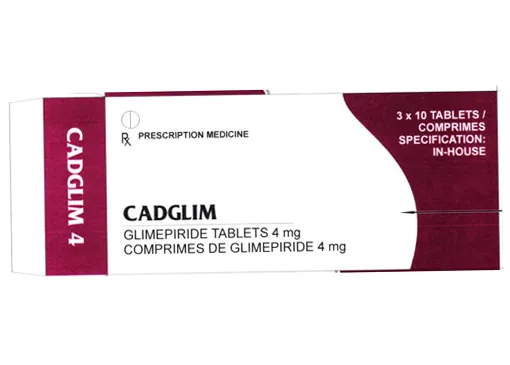 CADGLIM 4
Rx PRESCRIPTION MEDICINE
CADGLIM
GLIMEPIRIDE TABLETS 4 mg
COMPRIMES DE GLIMEPIRIDE 4 mg
3 x 10 TABLETS /
COMPRIMES
SPECIFICATION:
IN-HOUSE